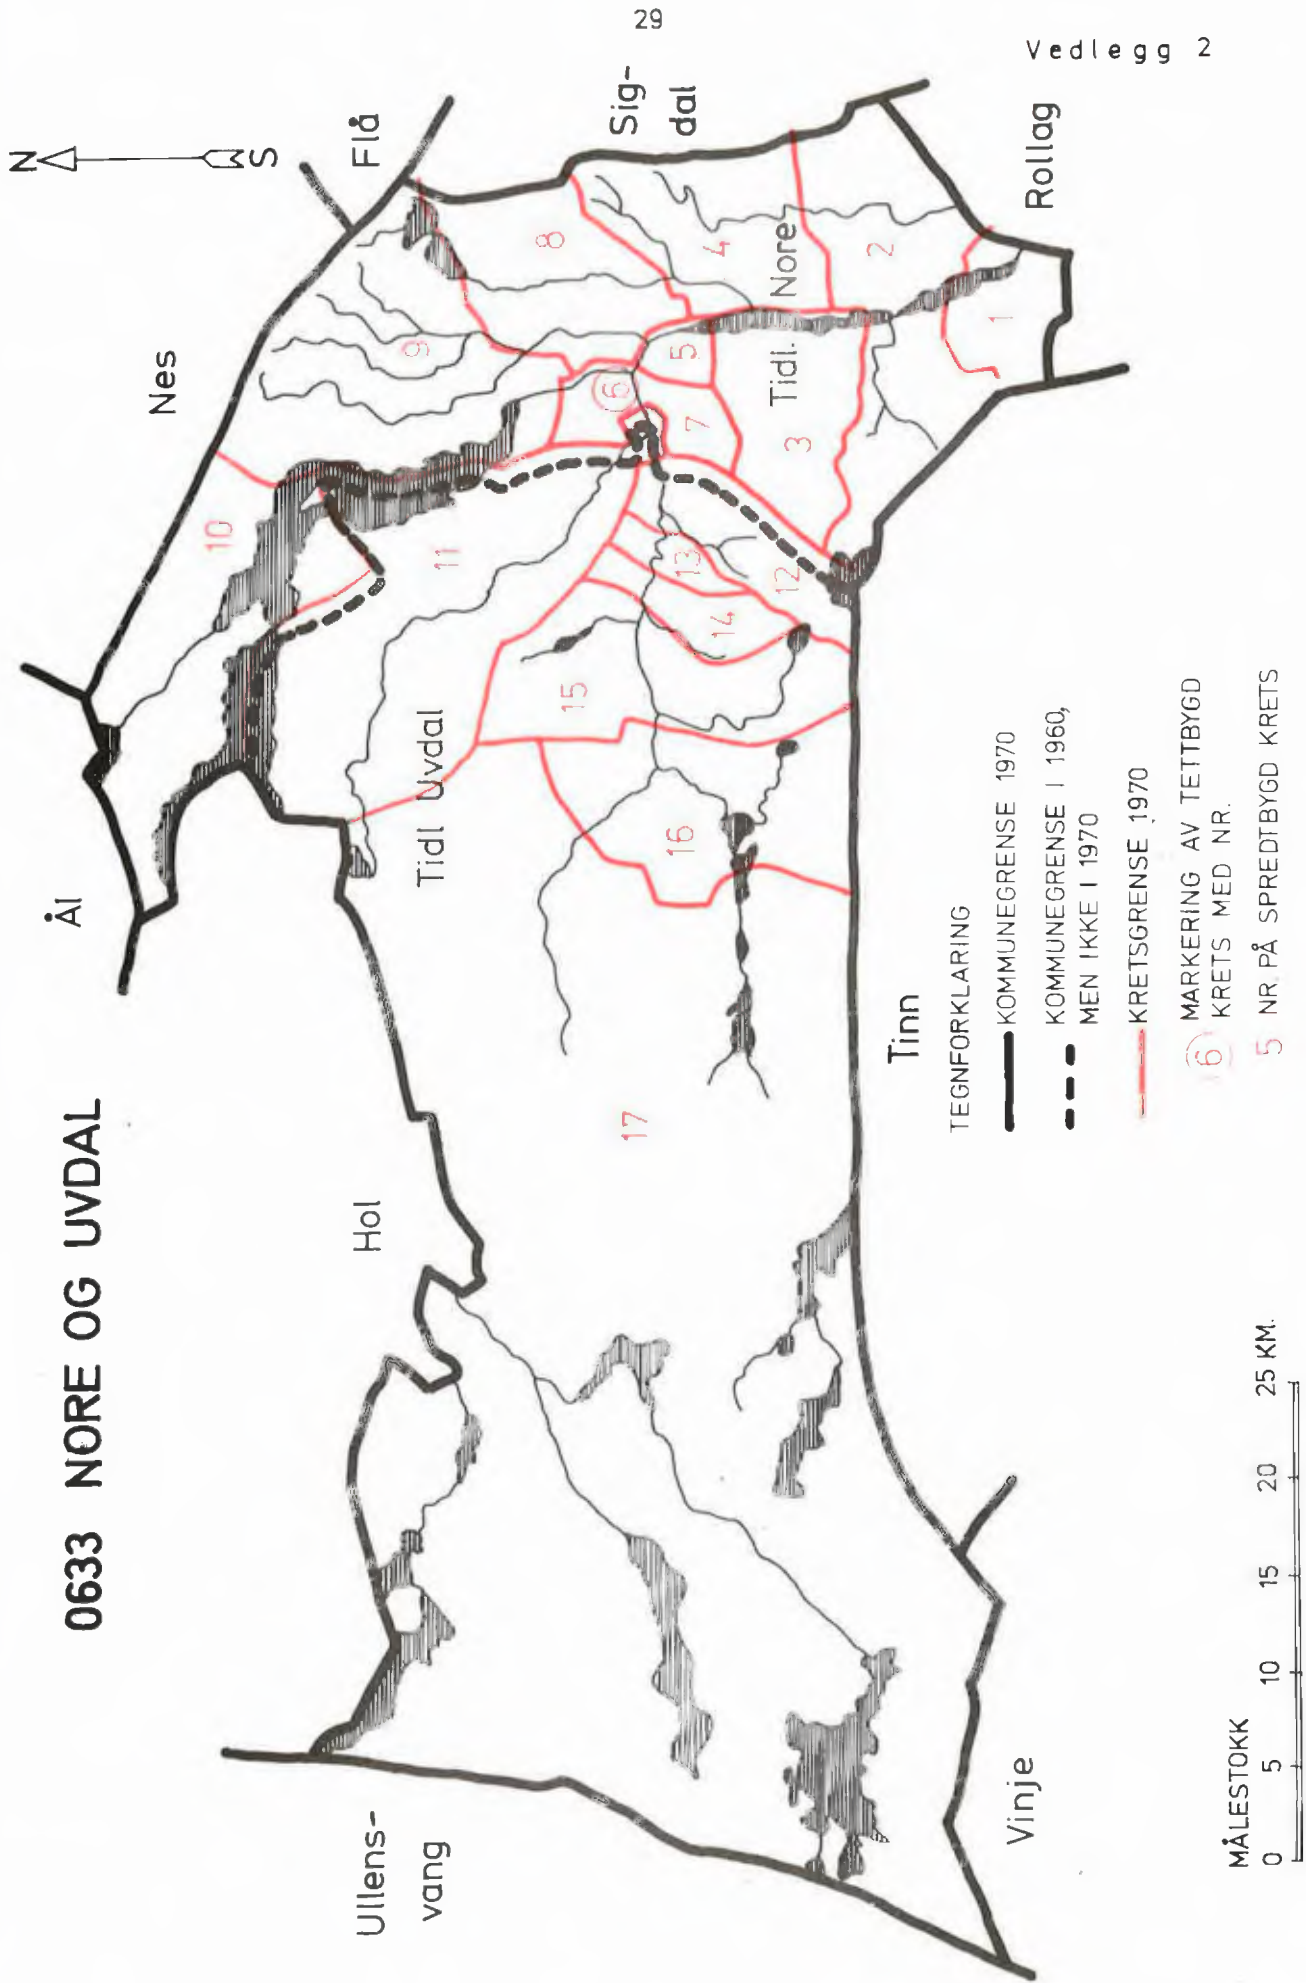 29
Vedlegg 2
0633 NORE OG UVDAL
N
S
Ål
Nes
Flå
Sig-
dal
Rollag
Hol
Ullens-
vang
Vinje
Tinn
Tidl Uvdal
Tidl. Nore
1
2
3
4
5
6
7
8
9
10
11
12
13
14
15
16
17
TEGNFORKLARING
KOMMUNEGRENSE 1970
KOMMUNEGRENSE I 1960,
MEN IKKE I 1970
KRETSGRENSE 1970
6 MARKERING AV TETTBYGD
KRETS MED NR.
5 NR. PÅ SPREDTBYGD KRETS
MÅLESTOKK
0 5 10 15 20 25 KM.